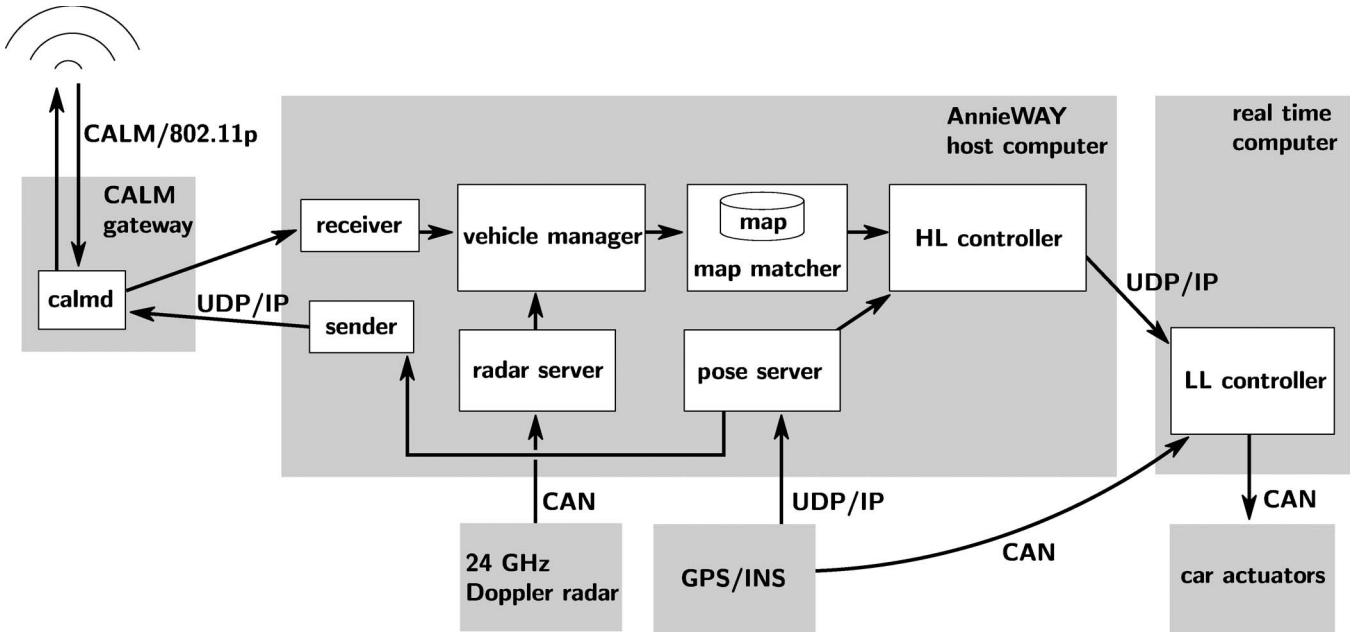 CALM/802.11p
CALM
gateway
calmd
UDP/IP
AnnieWAY
host computer
receiver
sender
vehicle manager
radar server
map
map matcher
pose server
HL controller
UDP/IP
real time
computer
LL controller
CAN
UDP/IP
CAN
CAN
24 GHz
Doppler radar
GPS/INS
car actuators